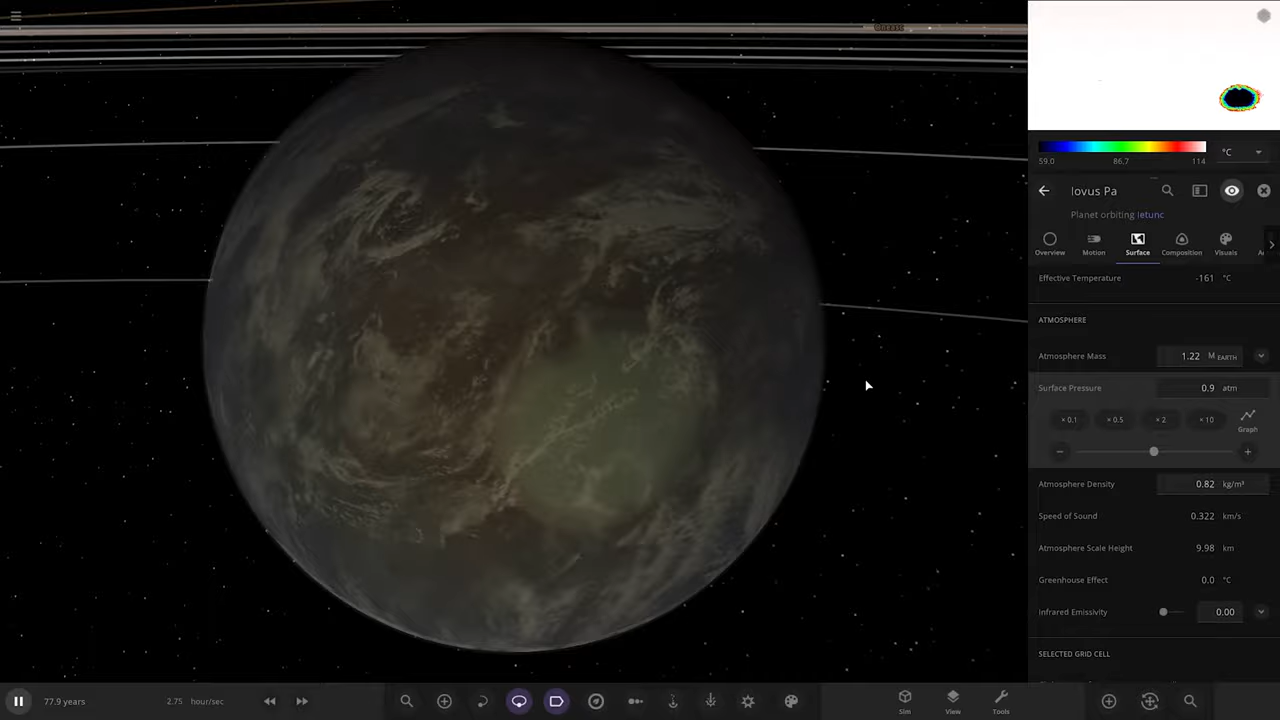 °C
59.0 86.7 114
Iovus Pa
Planet orbiting Ietunc
Overview Motion Surface Composition Visuals
Effective Temperature -161 °C
ATMOSPHERE
Atmosphere Mass 1.22 M EARTH
Surface Pressure 0.9 atm
× 0.1 × 0.5 × 2 × 10 Graph
Atmosphere Density 0.82 kg/m³
Speed of Sound 0.322 km/s
Atmosphere Scale Height 9.98 km
Greenhouse Effect 0.0 °C
Infrared Emissivity 0.00
SELECTED GRID CELL
77.9 years 2.75 hour/sec Sim View Tools